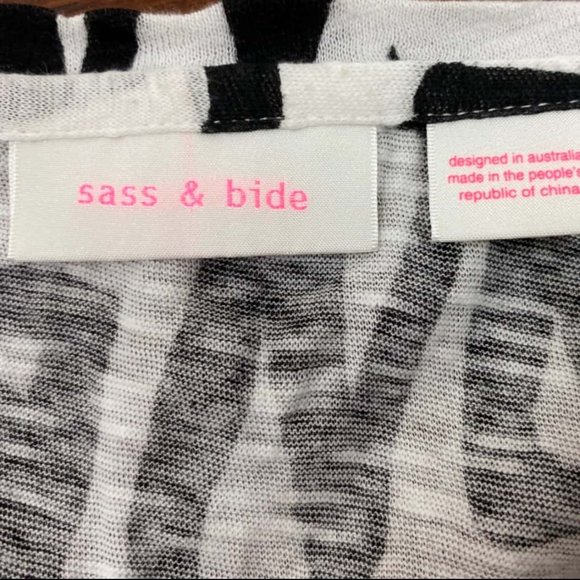 sass & bide
designed in australia
made in the people's
republic of china